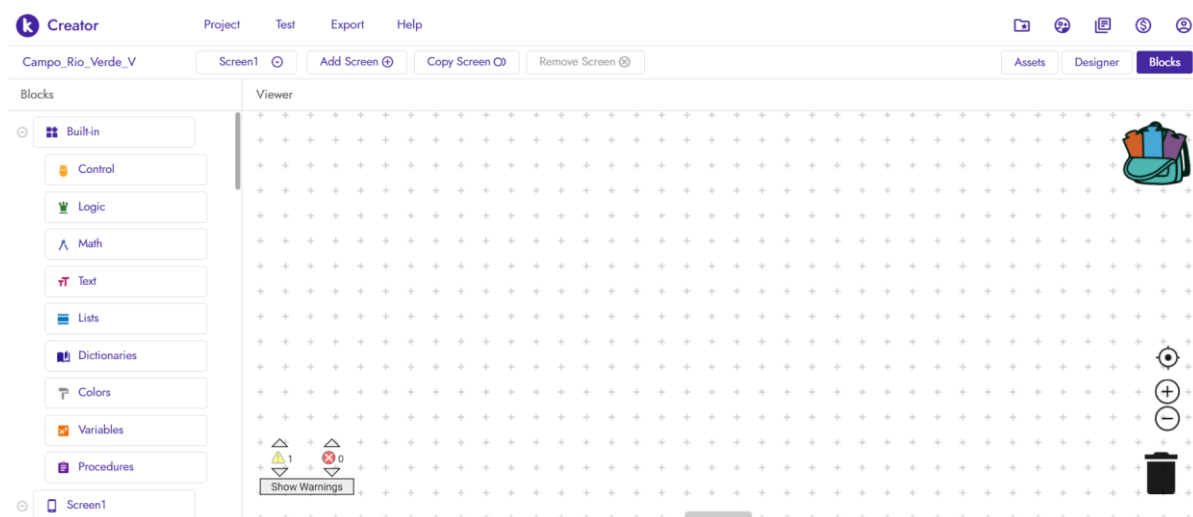 Creator Project Test Export Help
Campo_Rio_Verde_V Screen1 Add Screen Copy Screen Remove Screen Assets Designer Blocks
Blocks Viewer
Built-in
Control
Logic
Math
Text
Lists
Dictionaries
Colors
Variables
Procedures
1 0
Show Warnings
Screen1